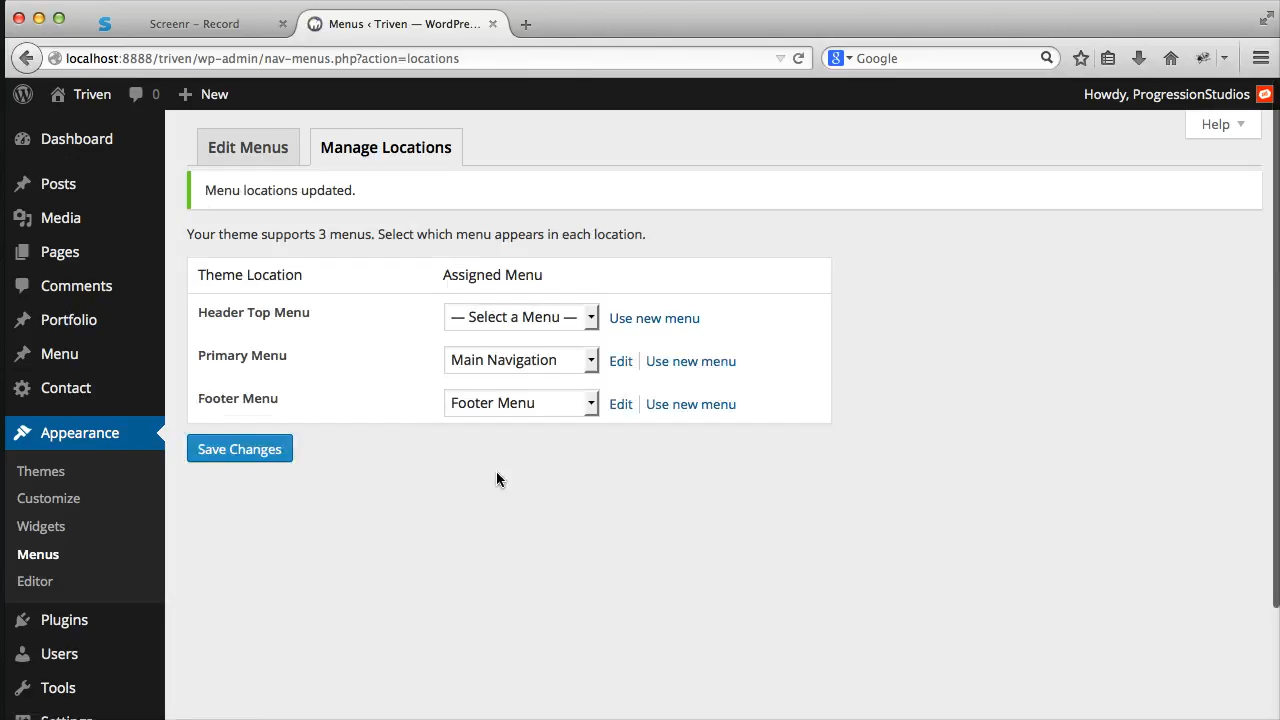 Screenr – Record
Menus ‹ Triven — WordPre...
localhost:8888/triven/wp-admin/nav-menus.php?action=locations
Google
Triven
0
New
Howdy, ProgressionStudios
Dashboard
Posts
Media
Pages
Comments
Portfolio
Menu
Contact
Appearance
Themes
Customize
Widgets
Menus
Editor
Plugins
Users
Tools
Settings
Edit Menus
Manage Locations
Help
Menu locations updated.
Your theme supports 3 menus. Select which menu appears in each location.
Theme Location Assigned Menu
Header Top Menu — Select a Menu — Use new menu
Primary Menu Main Navigation Edit Use new menu
Footer Menu Footer Menu Edit Use new menu
Save Changes